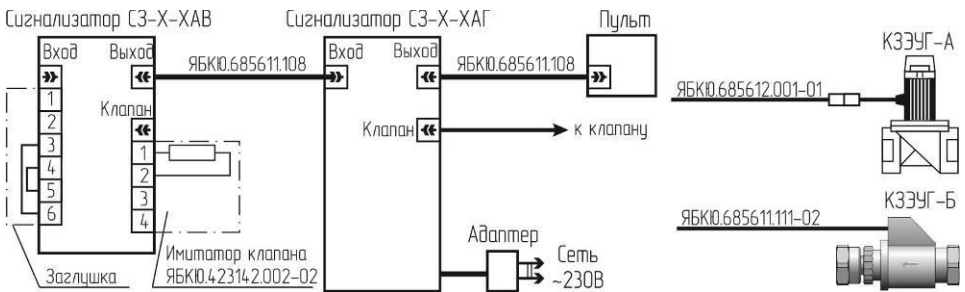 Сигнализатор СЗ-Х-ХАВ
Сигнализатор СЗ-Х-ХАГ
Пульт
КЗЭУГ-А
Вход
Выход
ЯБКЮ.685611.108
Вход
Выход
ЯБКЮ.685611.108
ЯБКЮ.685612.001-01
1
2
3
4
5
6
Клапан
1
2
3
4
Клапан
к клапану
КЗЭУГ-Б
ЯБКЮ.685611.111-02
Заглушка
Имитатор клапана
ЯБКЮ.423142.002-02
Адаптер
Сеть
~230В